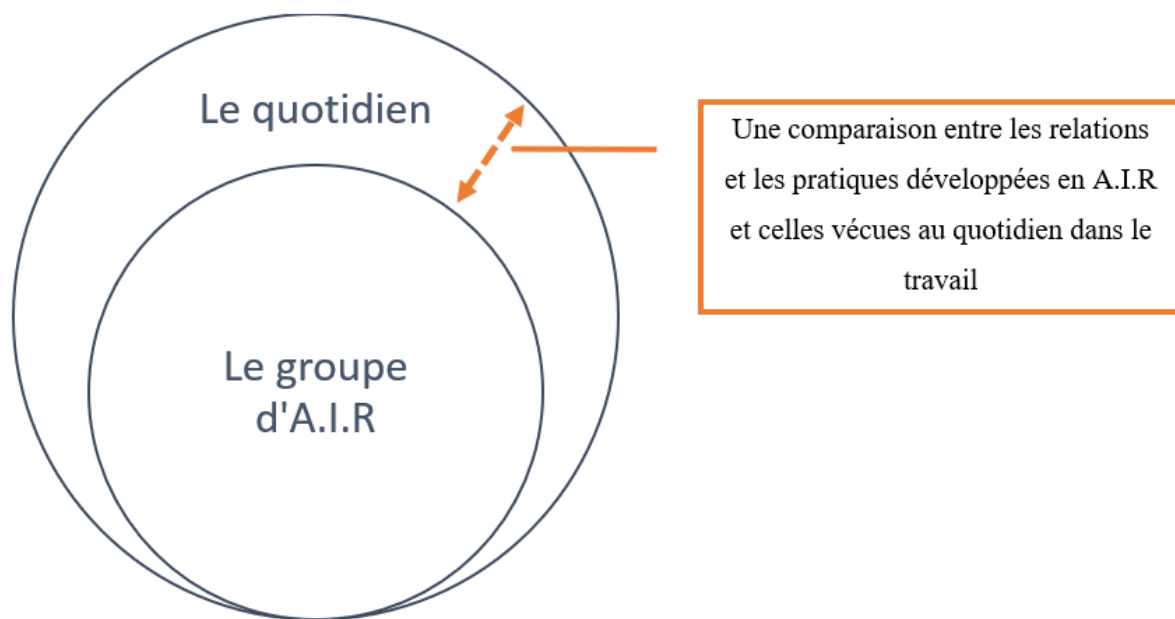 Le quotidien
Une comparaison entre les relations
et les pratiques développées en A.I.R
et celles vécues au quotidien dans le
travail
Le groupe
d'A.I.R